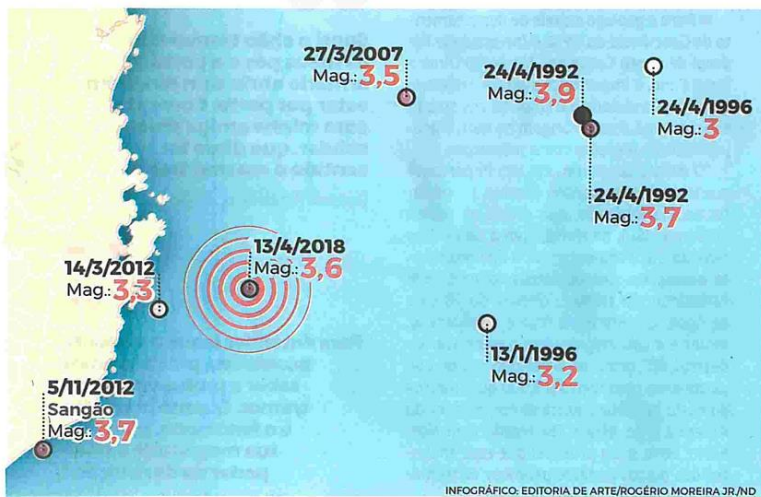 27/3/2007
Mag.: 3,5
24/4/1992
Mag.: 3,9
24/4/1996
Mag.: 3
24/4/1992
Mag.: 3,7
13/4/2018
Mag.: 3,6
14/3/2012
Mag.: 3,3
13/1/1996
Mag.: 3,2
5/11/2012
Sangão
Mag.: 3,7
INFOGRÁFICO: EDITORIA DE ARTE/ROGÉRIO MOREIRA JR./ND